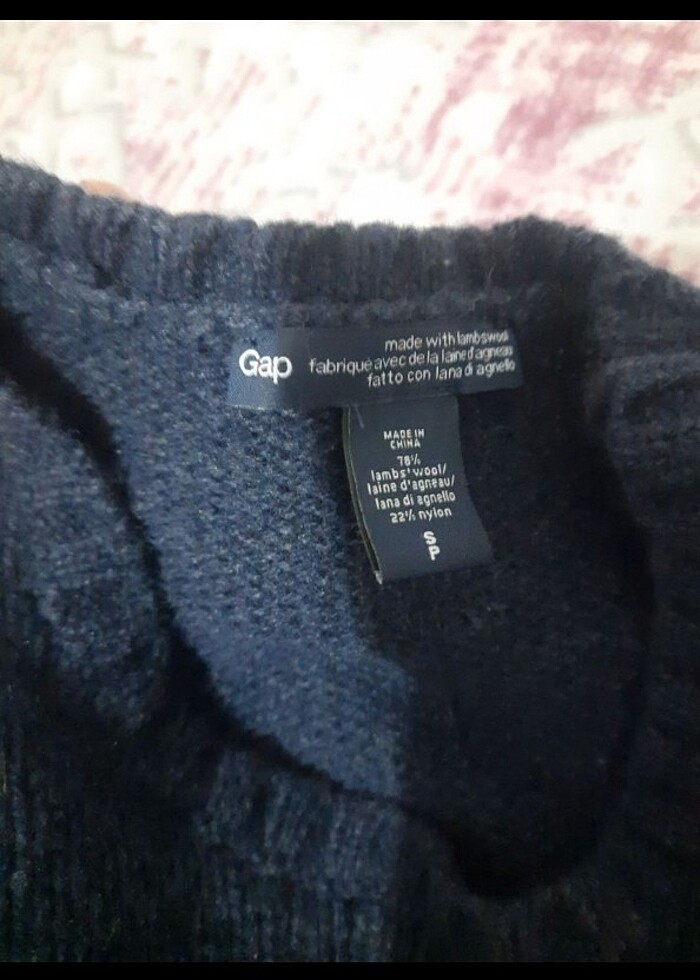 Gap
made with lambswool
fabriqué avec de la laine d'agneau
fatto con lana di agnello
MADE IN
CHINA
78%
lambs' wool/
laine d'agneau/
lana di agnello
22% nylon
S
P